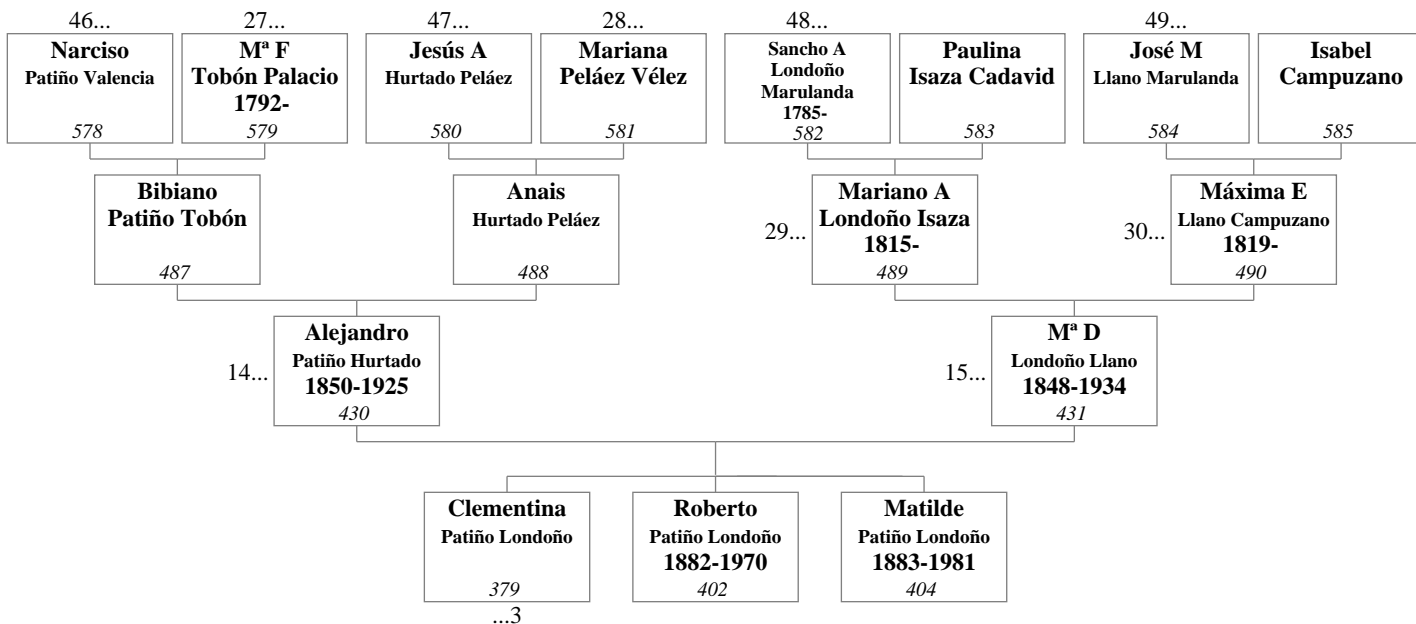 46...
27...
47...
28...
48...
49...
Narciso
Patiño Valencia
578
Mª F
Tobón Palacio
1792-
579
Jesús A
Hurtado Peláez
580
Mariana
Peláez Vélez
581
Sancho A
Londoño
Marulanda
1785-
582
Paulina
Isaza Cadavid
583
José M
Llano Marulanda
584
Isabel
Campuzano
585
Bibiano
Patiño Tobón
487
Anais
Hurtado Peláez
488
29...
Mariano A
Londoño Isaza
1815-
489
30...
Máxima E
Llano Campuzano
1819-
490
14...
Alejandro
Patiño Hurtado
1850-1925
430
15...
Mª D
Londoño Llano
1848-1934
431
Clementina
Patiño Londoño
379
...3
Roberto
Patiño Londoño
1882-1970
402
Matilde
Patiño Londoño
1883-1981
404